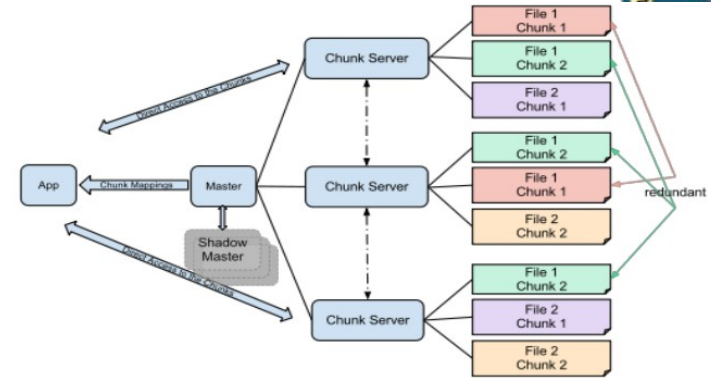 File 1
Chunk 1
Chunk Server
File 1
Chunk 2
Direct Access to the Chunks
File 2
Chunk 1
File 1
Chunk 2
App
Chunk Mappings
Master
Chunk Server
File 1
Chunk 1
redundant
File 2
Chunk 2
Shadow
Master
Direct Access to the Chunks
File 1
Chunk 2
Chunk Server
File 2
Chunk 1
File 2
Chunk 2